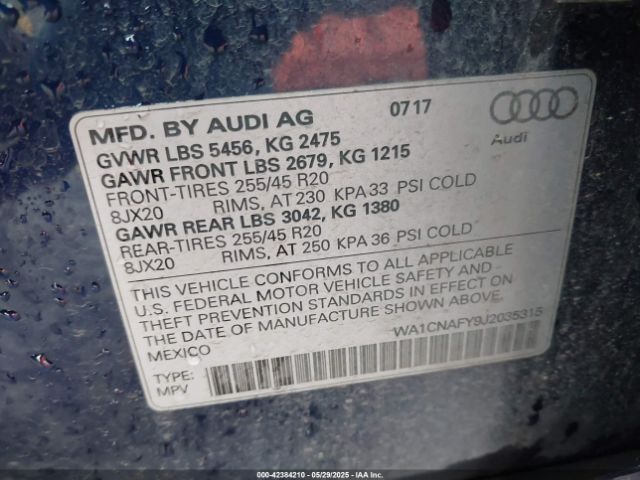 MFD. BY AUDI AG 0717
GVWR LBS 5456, KG 2475
GAWR FRONT LBS 2679, KG 1215
FRONT-TIRES 255/45 R20
8JX20 RIMS, AT 230 KPA 33 PSI COLD
GAWR REAR LBS 3042, KG 1380
REAR-TIRES 255/45 R20
8JX20 RIMS, AT 250 KPA 36 PSI COLD
Audi
THIS VEHICLE CONFORMS TO ALL APPLICABLE
U.S. FEDERAL MOTOR VEHICLE SAFETY AND
THEFT PREVENTION STANDARDS IN EFFECT ON
THE DATE OF MANUFACTURE SHOWN ABOVE.
MEXICO
WA1CNAFY9J2035315
TYPE:
MPV
000-42384210 - 05/29/2025 - IAA Inc.